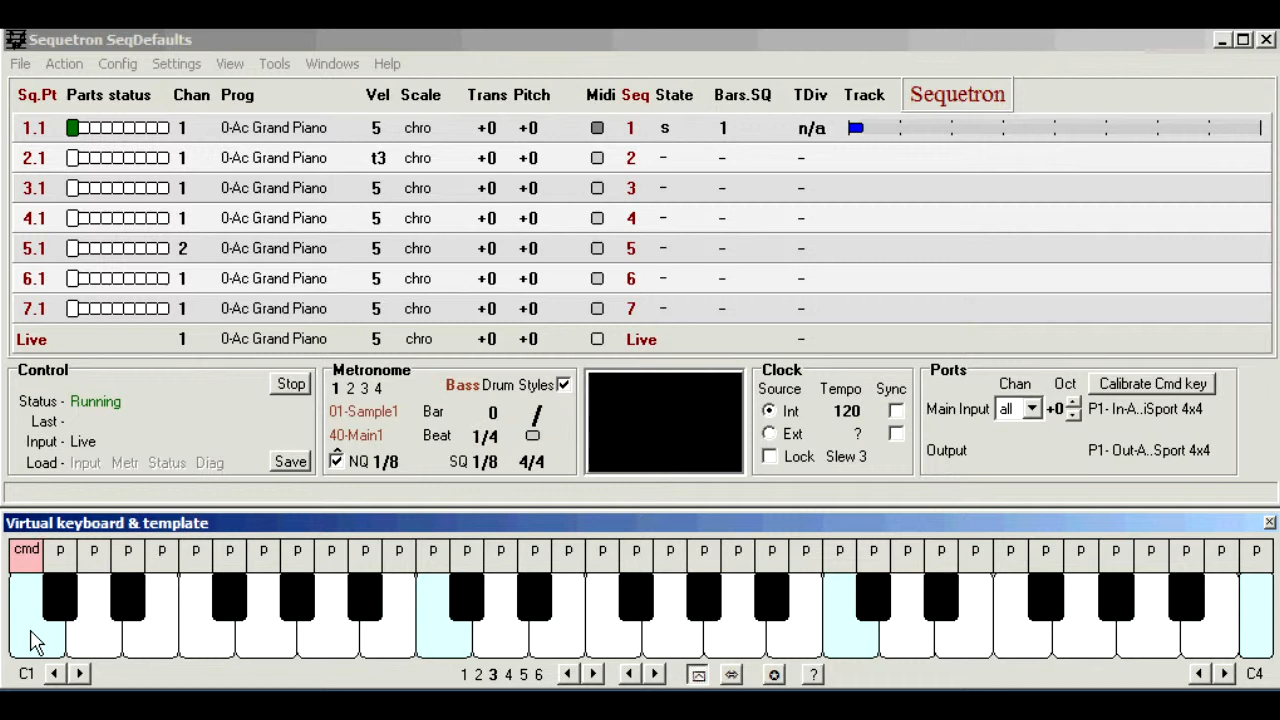 Sequetron SeqDefaults
File Action Config Settings View Tools Windows Help
Sq.Pt Parts status Chan Prog Vel Scale Trans Pitch Midi Seq State Bars.SQ TDiv Track Sequetron
1.1 1 0-Ac Grand Piano 5 chro +0 +0 1 s 1 n/a
2.1 1 0-Ac Grand Piano t3 chro +0 +0 2 - - -
3.1 1 0-Ac Grand Piano 5 chro +0 +0 3 - - -
4.1 1 0-Ac Grand Piano 5 chro +0 +0 4 - - -
5.1 2 0-Ac Grand Piano 5 chro +0 +0 5 - - -
6.1 1 0-Ac Grand Piano 5 chro +0 +0 6 - - -
7.1 1 0-Ac Grand Piano 5 chro +0 +0 7 - - -
Live 1 0-Ac Grand Piano 5 chro +0 +0 Live -
Control
Stop
Status - Running
Last -
Input - Live
Load - Input Metr Status Diag Save
Metronome
1 2 3 4 Bass Drum Styles
01-Sample1 Bar 0 /
40-Main1 Beat 1/4
NQ 1/8 SQ 1/8 4/4
Clock
Source Tempo Sync
Int 120
Ext ?
Lock Slew 3
Ports
Chan Oct Calibrate Cmd key
Main Input all +0 P1- In-A..iSport 4x4
Output P1- Out-A..Sport 4x4
Virtual keyboard & template
cmd p p p p p p p p p p p p p p p p p p p p p p p p p p p p p p p p p p p p
C1 1 2 3 4 5 6 ? C4